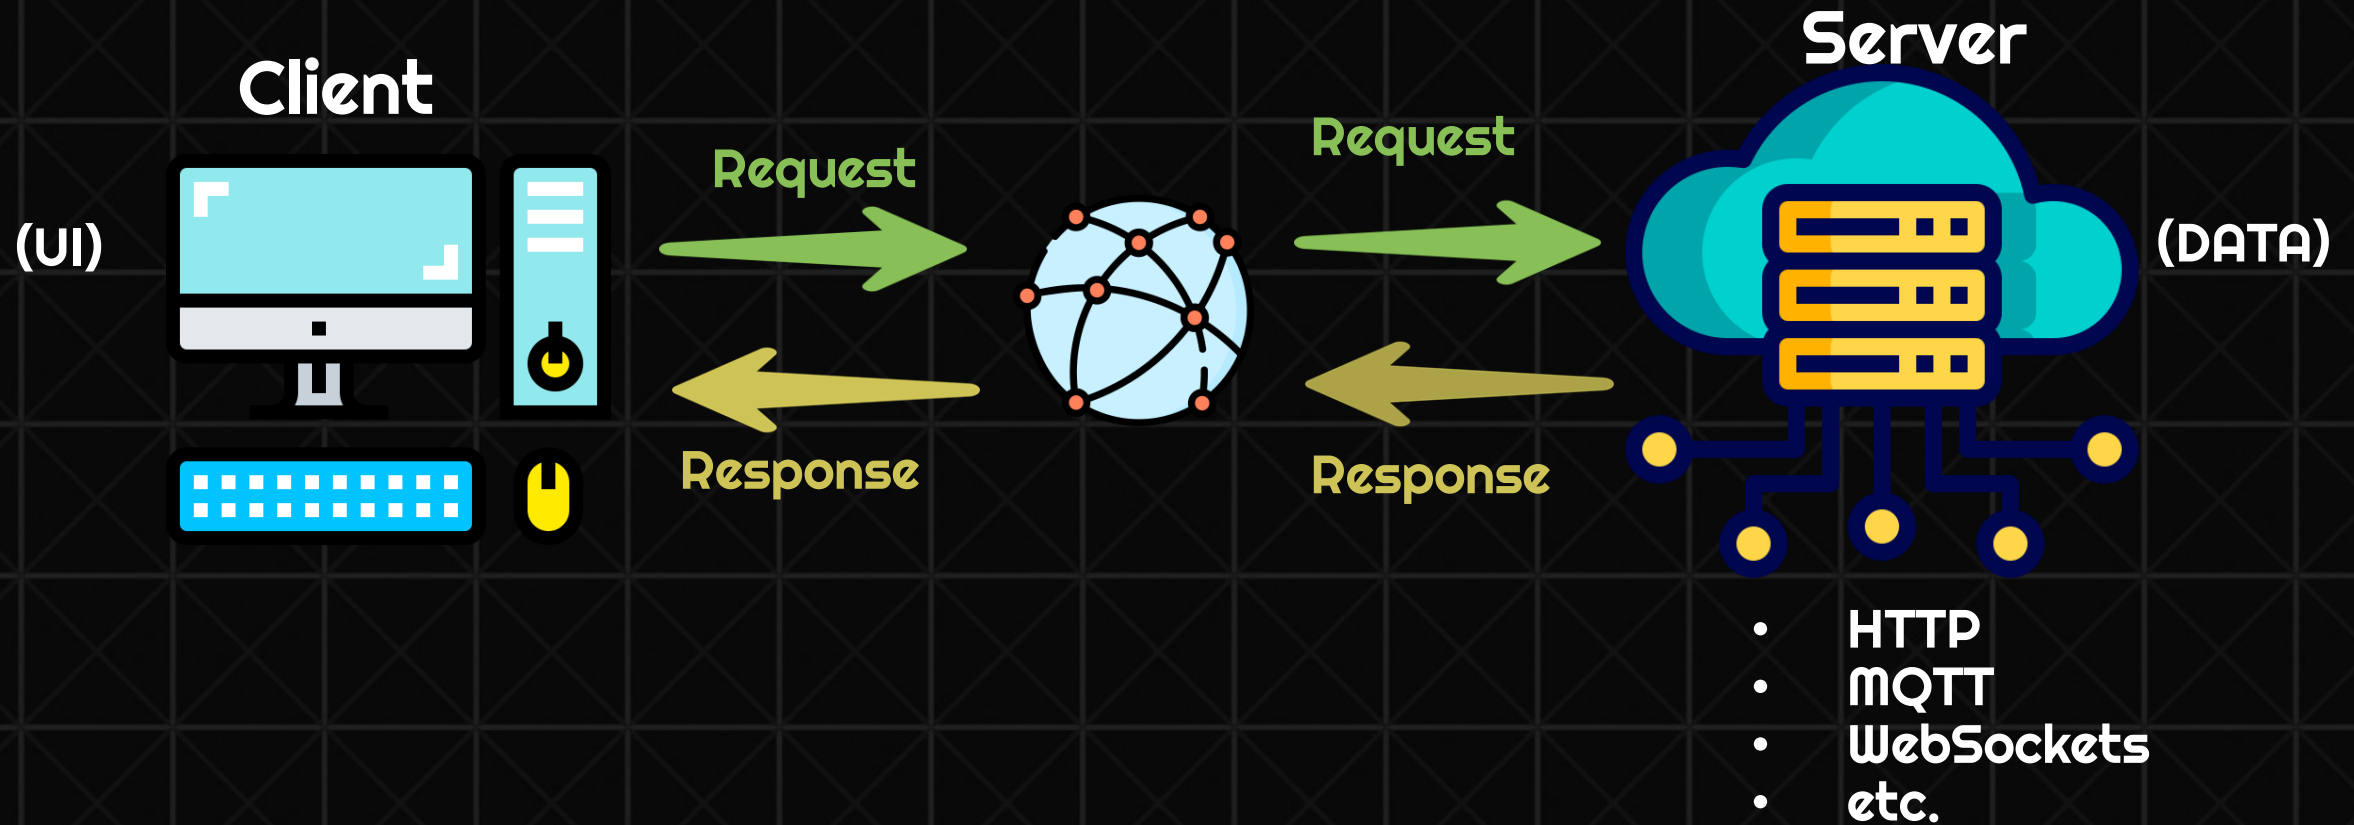 Server
Client
Request
Request
(UI)
(DATA)
Response
Response
• HTTP
• MQTT
• WebSockets
• etc.